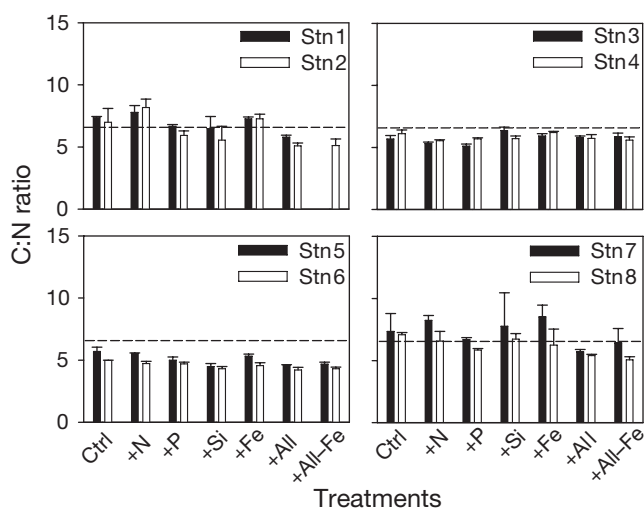 15
10
5
0
Stn1
Stn2
Stn3
Stn4
C:N ratio
15
10
5
0
Stn5
Stn6
Stn7
Stn8
Ctrl +N +P +Si +Fe +All +All–Fe
Ctrl +N +P +Si +Fe +All +All–Fe
Treatments